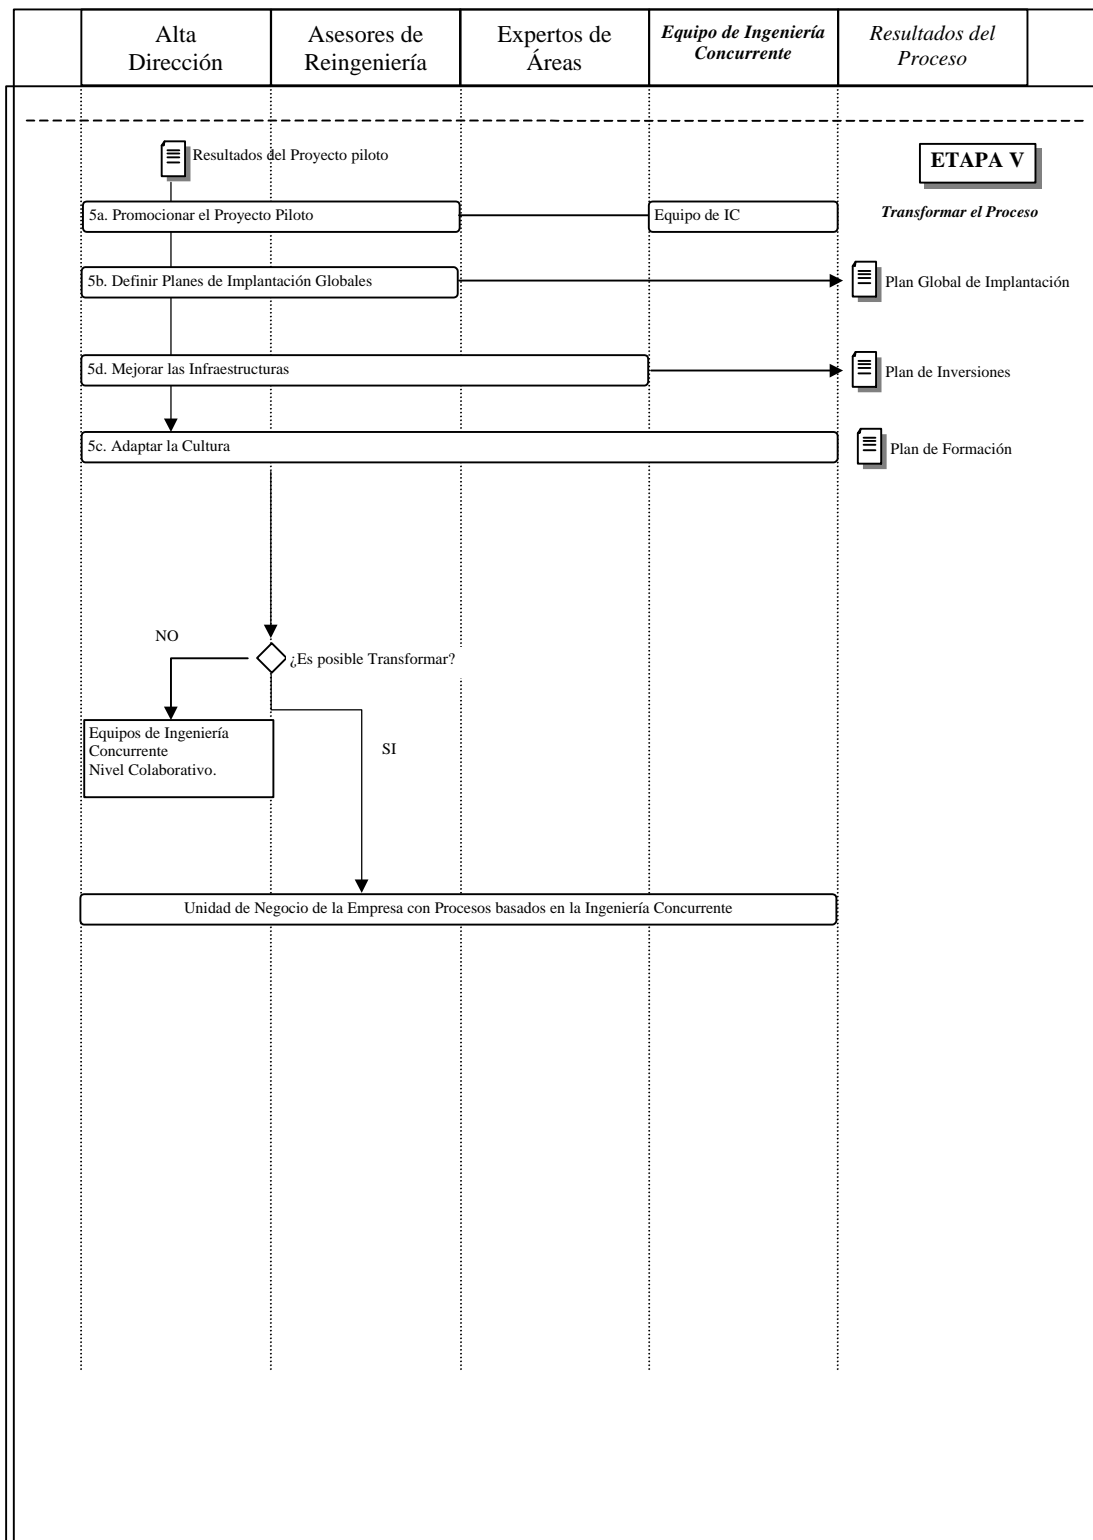 Alta
Dirección
Asesores de
Reingeniería
Expertos de
Áreas
Equipo de Ingeniería
Concurrente
Resultados del
Proceso
Resultados del Proyecto piloto
ETAPA V
5a. Promocionar el Proyecto Piloto
Equipo de IC
Transformar el Proceso
5b. Definir Planes de Implantación Globales
Plan Global de Implantación
5d. Mejorar las Infraestructuras
Plan de Inversiones
5c. Adaptar la Cultura
Plan de Formación
NO
¿Es posible Transformar?
Equipos de Ingeniería
Concurrente
Nivel Colaborativo.
SI
Unidad de Negocio de la Empresa con Procesos basados en la Ingeniería Concurrente